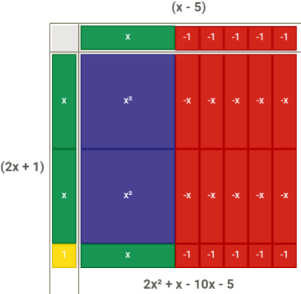 (x - 5)
x -1 -1 -1 -1 -1
x x² -x -x -x -x -x
(2x + 1)
x x² -x -x -x -x -x
1 x -1 -1 -1 -1 -1
2x² + x - 10x - 5